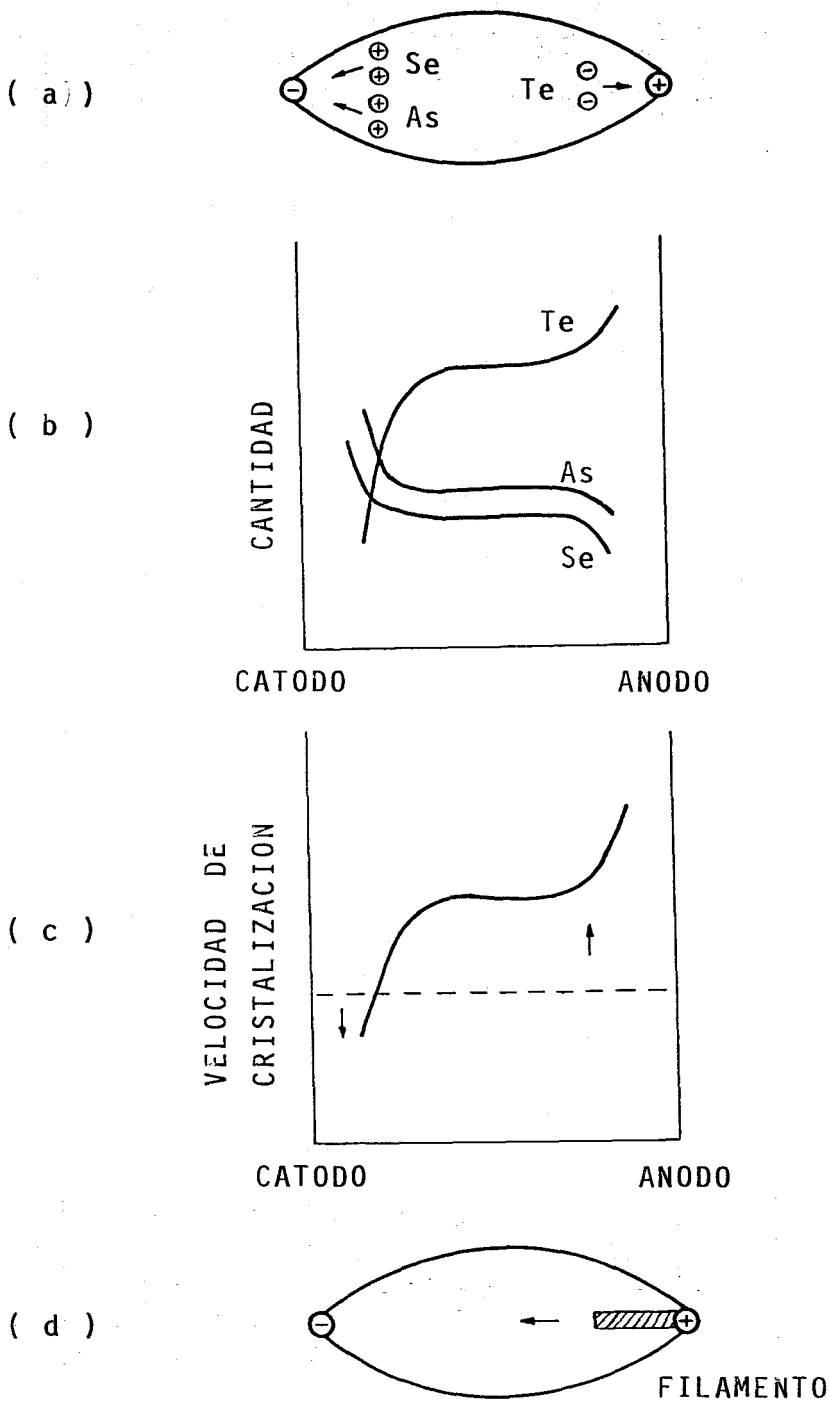 ( a )
Se
As
Te
⊖
⊕
⊕
⊕
⊕
⊕
⊖
⊖
( b )
CANTIDAD
Te
As
Se
CATODO
ANODO
( c )
VELOCIDAD DE
CRISTALIZACION
CATODO
ANODO
( d )
⊖
⊕
FILAMENTO